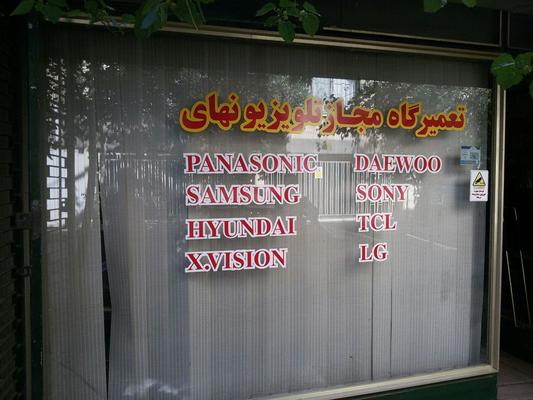 تعمیرگاه مجاز تلویزیونهای
PANASONIC DAEWOO
SAMSUNG SONY
HYUNDAI TCL
X.VISION LG